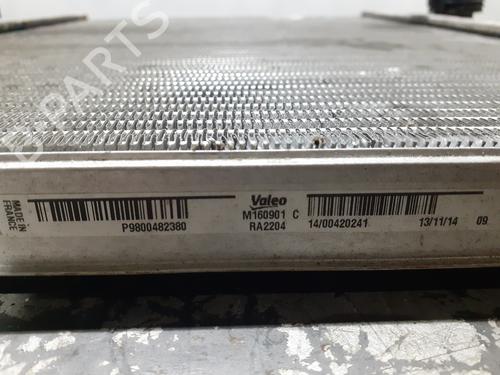 MADE IN
FRANCE
P9800482380
Valeo
M160901 C
RA2204
14/00420241
13/11/14
09
B-PARTS